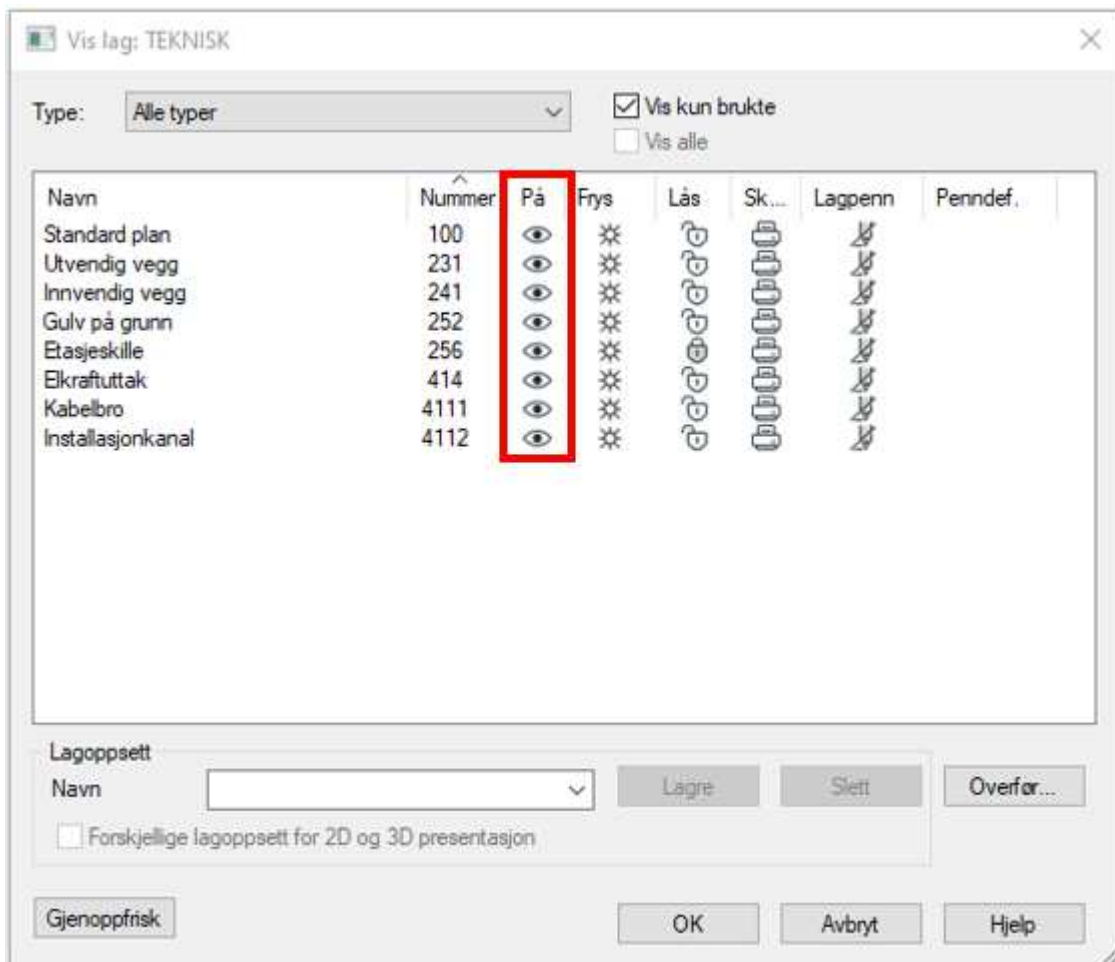 Vis lag: TEKNISK
Type: Alle typer Vis kun brukte
Vis alle
Navn Nummer På Frys Lås Sk... Lagpenn Penndef.
Standard plan 100
Utvendig vegg 231
Innvendig vegg 241
Gulv på grunn 252
Etasjeskille 256
Elkraftuttak 414
Kabelbro 4111
Installasjonkanal 4112
Lagoppsett
Navn Lagre Slett Overfør...
Forskjellige lagoppsett for 2D og 3D presentasjon
Gjenoppfrisk OK Avbryt Hjelp